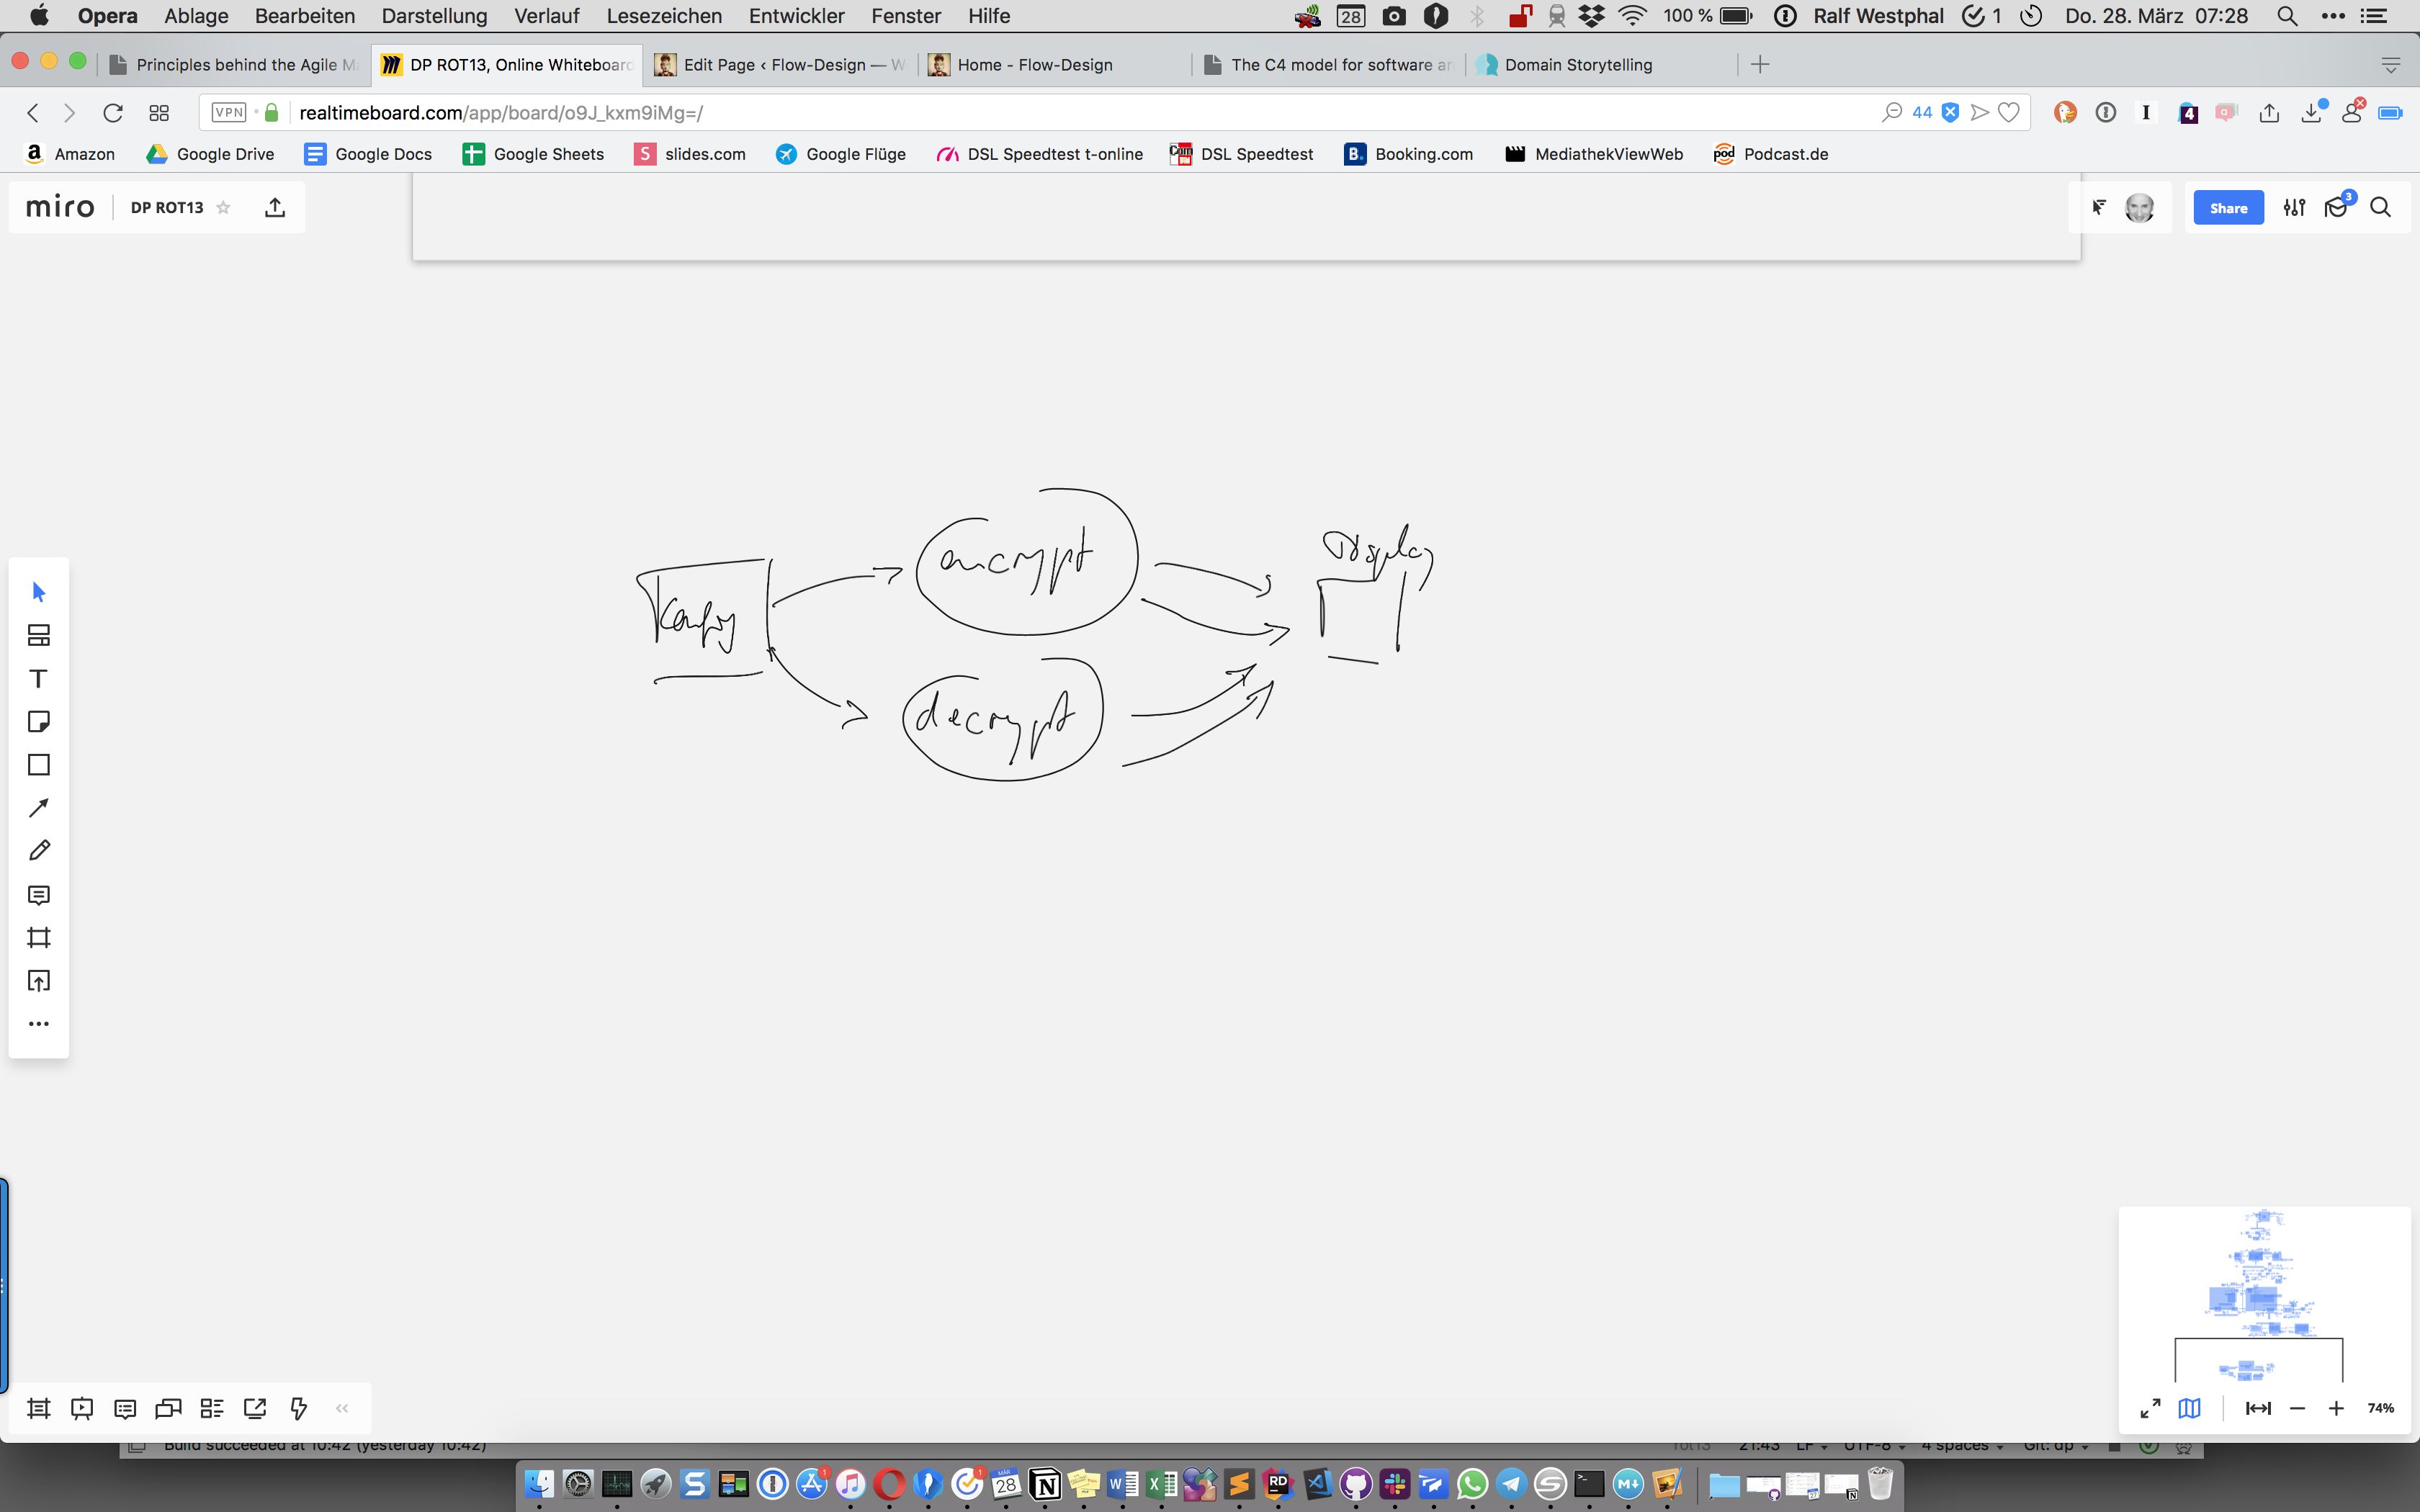 Opera Ablage Bearbeiten Darstellung Verlauf Lesezeichen Entwickler Fenster Hilfe 28 100 % Ralf Westphal 1 Do. 28. März 07:28
Principles behind the Agile Ma DP ROT13, Online Whiteboard Edit Page ‹ Flow-Design — W Home - Flow-Design The C4 model for software ar Domain Storytelling
VPN realtimeboard.com/app/board/o9J_kxm9iMg=/ 44 4
Amazon Google Drive Google Docs Google Sheets slides.com Google Flüge DSL Speedtest t-online DSL Speedtest Booking.com MediathekViewWeb Podcast.de
miro DP ROT13 Share 3
encrypt
Display
Config
decrypt
74%
Build succeeded at 10:42 (yesterday 10:42) rot13 21:43 LF UTF-8 4 spaces Git: dp